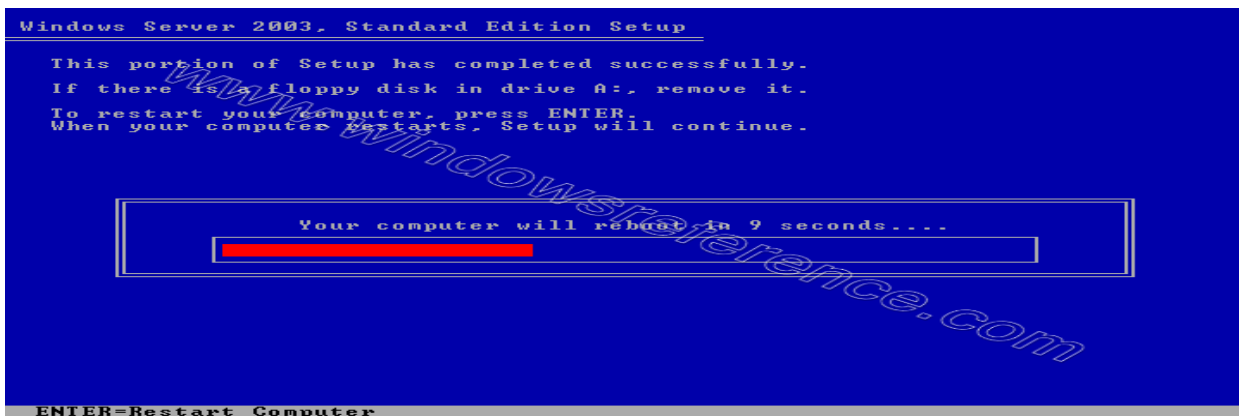 Windows Server 2003, Standard Edition Setup
This portion of Setup has completed successfully.
If there is a floppy disk in drive A:, remove it.
To restart your computer, press ENTER.
When your computer restarts, Setup will continue.
Your computer will reboot in 9 seconds....
www.windowsreference.com
ENTER=Restart Computer